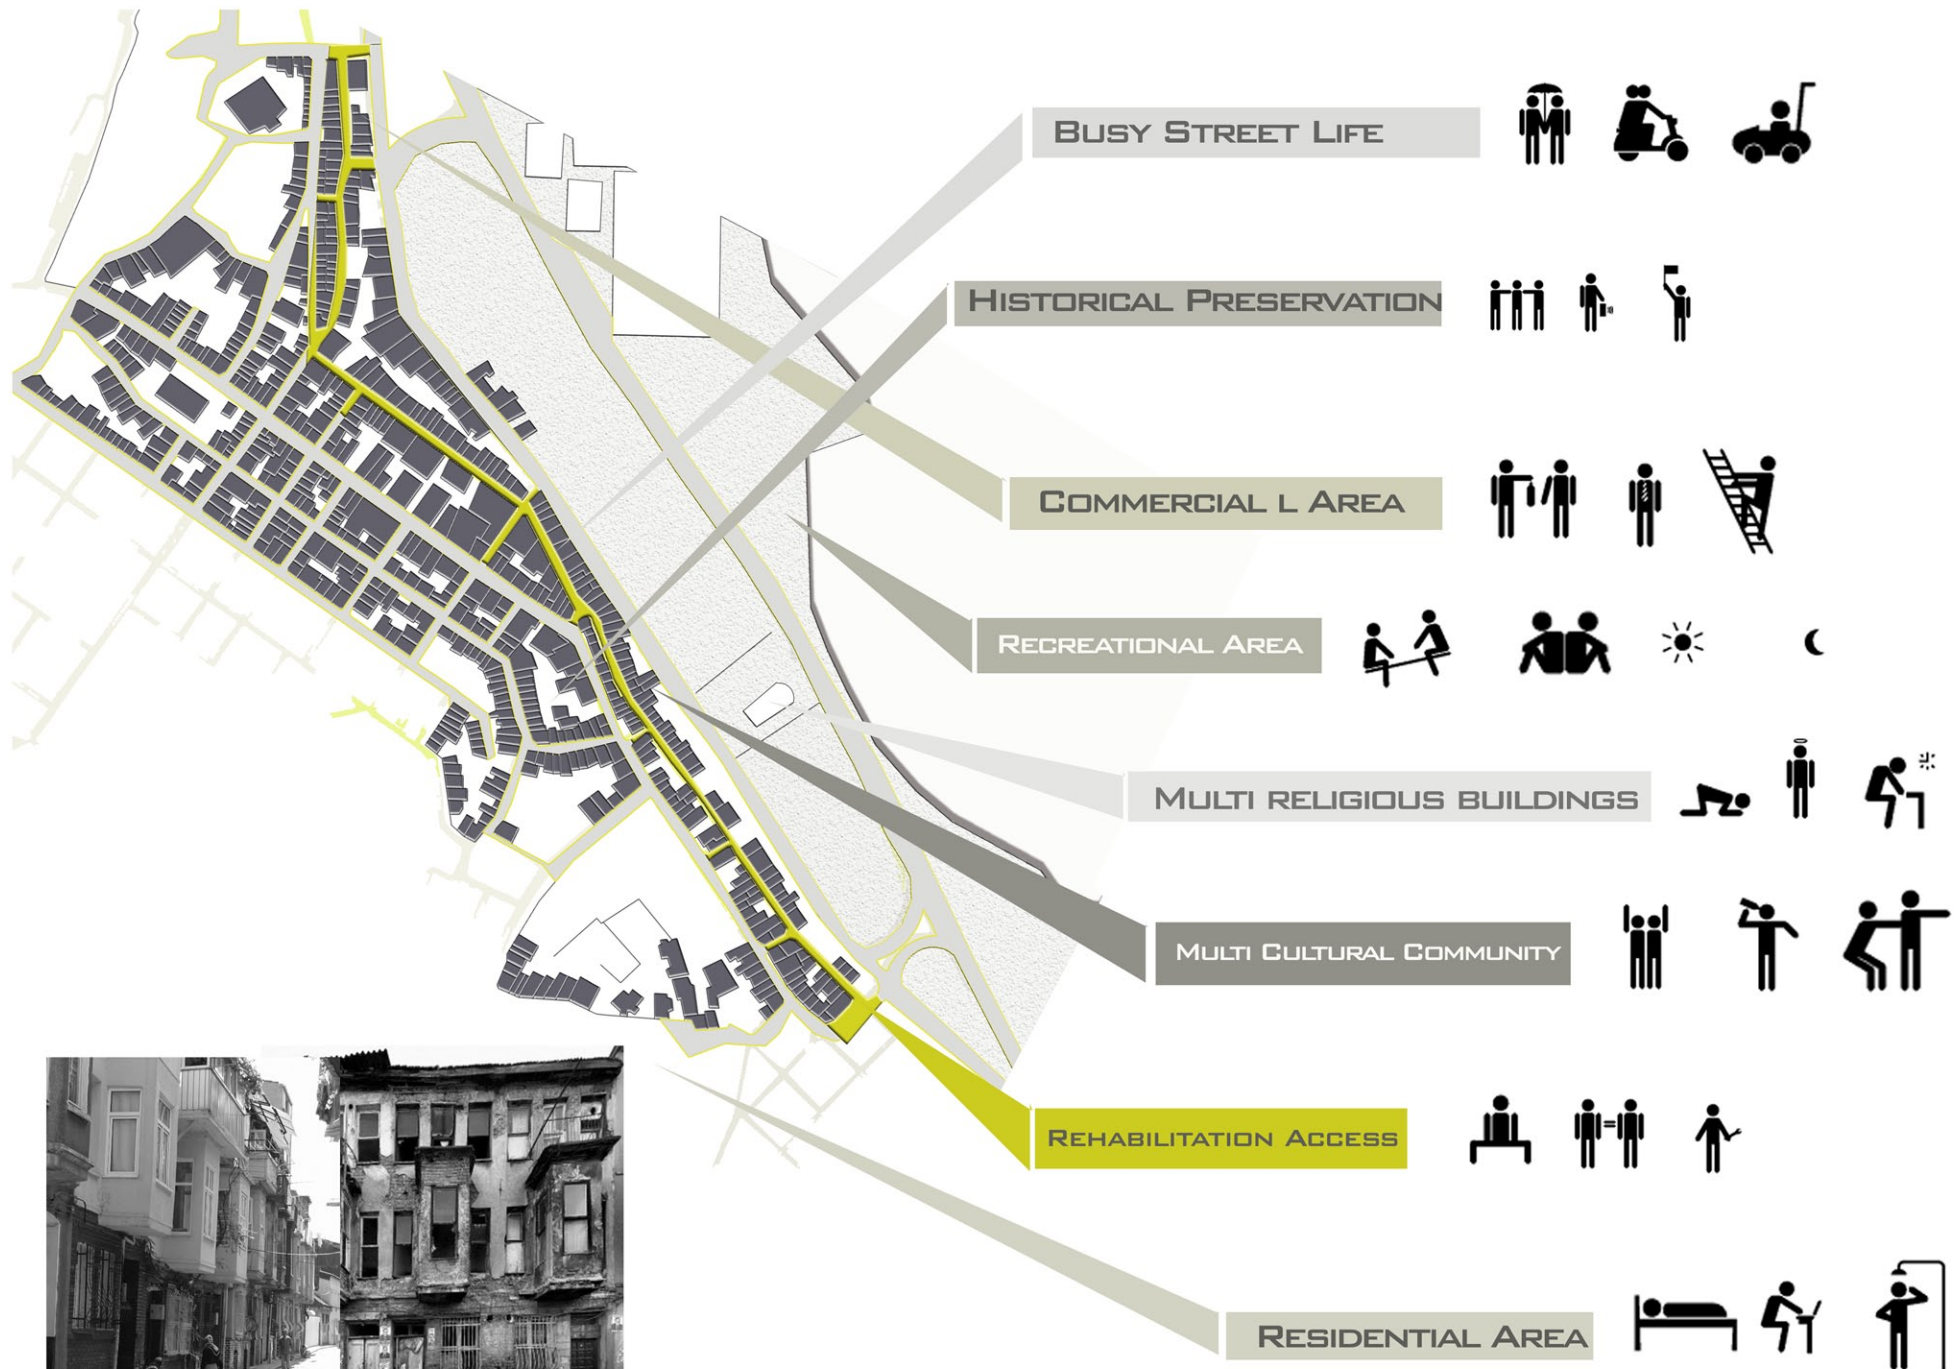 BUSY STREET LIFE
HISTORICAL PRESERVATION
COMMERCIAL L AREA
RECREATIONAL AREA
MULTI RELIGIOUS BUILDINGS
MULTI CULTURAL COMMUNITY
REHABILITATION ACCESS
RESIDENTIAL AREA